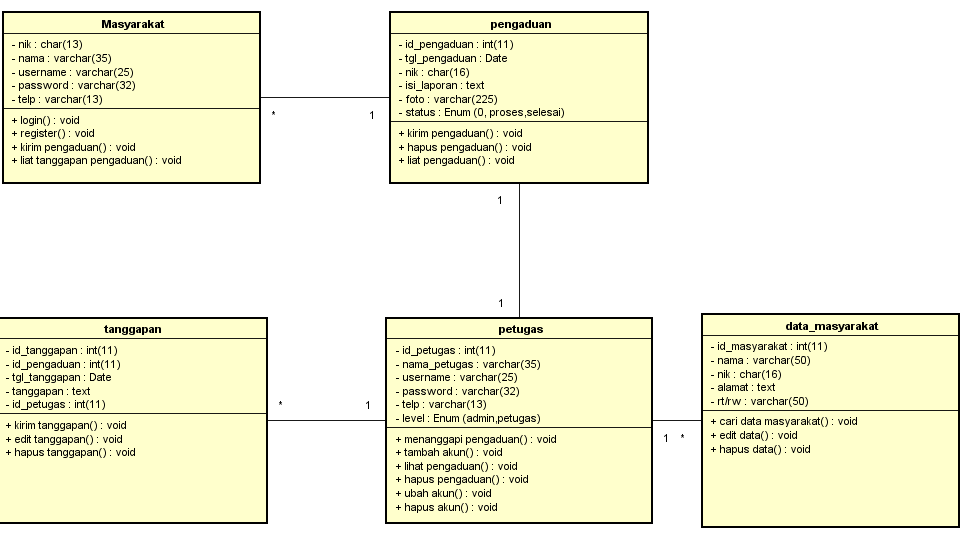 Masyarakat
- nik : char(13)
- nama : varchar(35)
- username : varchar(25)
- password : varchar(32)
- telp : varchar(13)
+ login() : void
+ register() : void
+ kirim pengaduan() : void
+ liat tanggapan pengaduan() : void
* 1
pengaduan
- id_pengaduan : int(11)
- tgl_pengaduan : Date
- nik : char(16)
- isi_laporan : text
- foto : varchar(225)
- status : Enum (0, proses,selesai)
+ kirim pengaduan() : void
+ hapus pengaduan() : void
+ liat pengaduan() : void
1
1
tanggapan
- id_tanggapan : int(11)
- id_pengaduan : int(11)
- tgl_tanggapan : Date
- tanggapan : text
- id_petugas : int(11)
+ kirim tanggapan() : void
+ edit tanggapan() : void
+ hapus tanggapan() : void
* 1
petugas
- id_petugas : int(11)
- nama_petugas : varchar(35)
- username : varchar(25)
- password : varchar(32)
- telp : varchar(13)
- level : Enum (admin,petugas)
+ menanggapi pengaduan() : void
+ tambah akun() : void
+ lihat pengaduan() : void
+ hapus pengaduan() : void
+ ubah akun() : void
+ hapus akun() : void
1 *
data_masyarakat
- id_masyarakat : int(11)
- nama : varchar(50)
- nik : char(16)
- alamat : text
- rt/rw : varchar(50)
+ cari data masyarakat() : void
+ edit data() : void
+ hapus data() : void